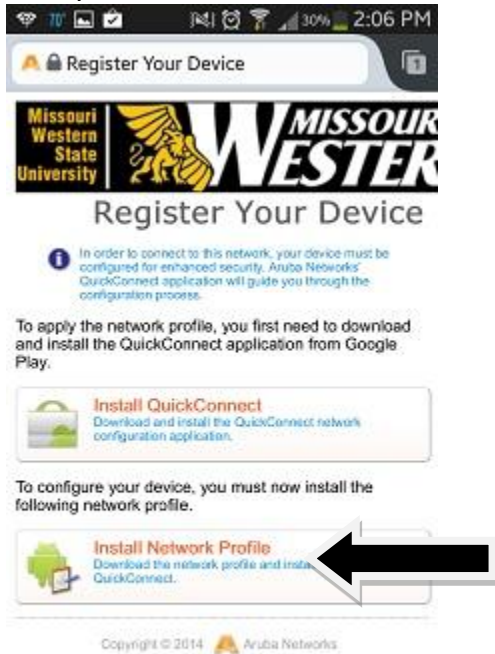 70° 30% 2:06 PM
Register Your Device 1
Missouri
Western
State
University
MISSOUR
WESTER
Register Your Device
In order to connect to this network, your device must be
configured for enhanced security. Aruba Networks'
QuickConnect application will guide you through the
configuration process.
To apply the network profile, you first need to download
and install the QuickConnect application from Google
Play.
Install QuickConnect
Download and install the QuickConnect network
configuration application.
To configure your device, you must now install the
following network profile.
Install Network Profile
Download the network profile and insta
QuickConnect.
Copyright © 2014 Aruba Networks